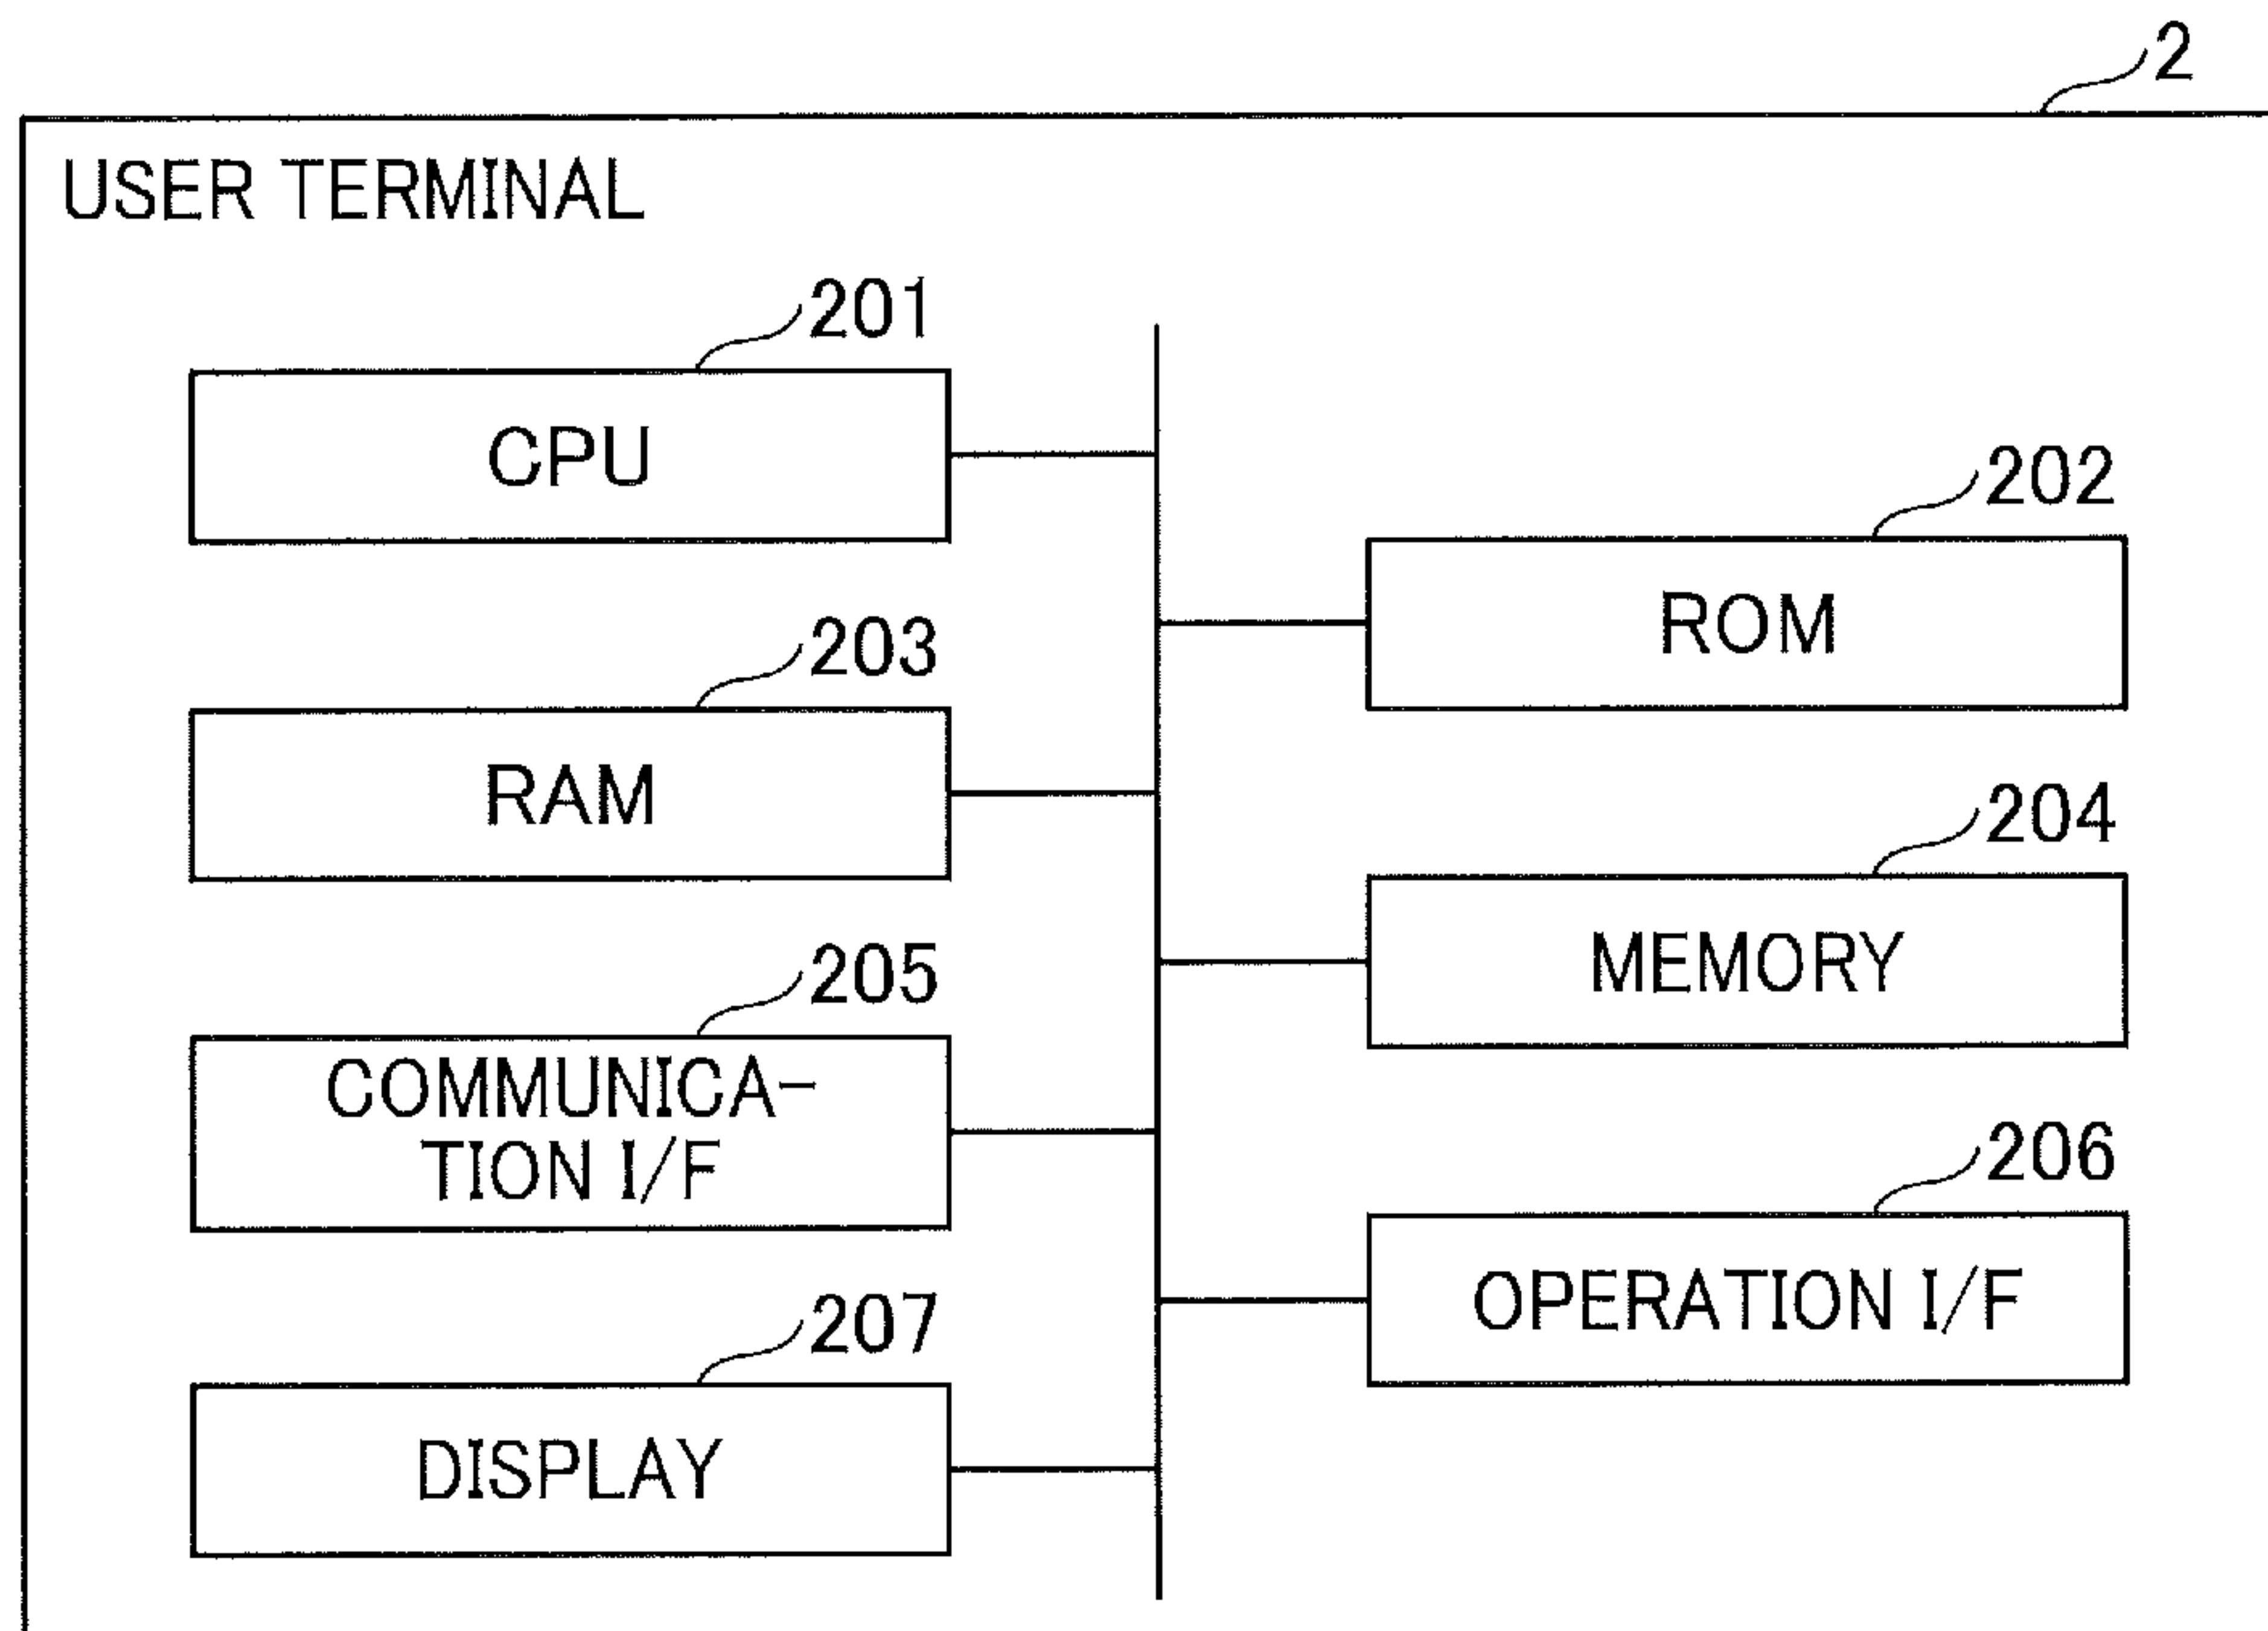 2
USER TERMINAL
201
CPU
202
ROM
203
RAM
204
MEMORY
205
COMMUNICA-
TION I/F
206
OPERATION I/F
207
DISPLAY